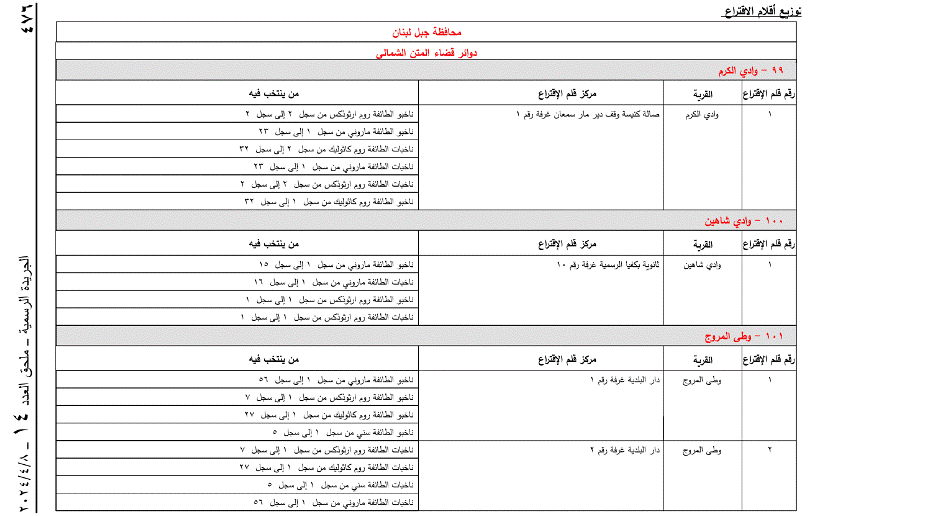 توزيع أقلام الاقتراع
محافظة جبل لبنان
دوائر قضاء المتن الشمالي
٩٩ - وادي الكرم
رقم قلم الإقتراع القرية مركز قلم الإقتراع من ينتخب فيه
١ وادي الكرم صالة كنيسة وقف دير مار سمعان غرفة رقم ١ ناخبو الطائفة روم ارثوذكس من سجل ٢ إلى سجل ٢
ناخبو الطائفة ماروني من سجل ١ إلى سجل ٢٣
ناخبات الطائفة روم كاثوليك من سجل ٢ إلى سجل ٣٢
ناخبات الطائفة ماروني من سجل ١ إلى سجل ٢٣
ناخبات الطائفة روم ارثوذكس من سجل ٢ إلى سجل ٢
ناخبو الطائفة روم كاثوليك من سجل ١ إلى سجل ٣٢
١٠٠ - وادي شاهين
رقم قلم الإقتراع القرية مركز قلم الإقتراع من ينتخب فيه
١ وادي شاهين ثانوية بكفيا الرسمية غرفة رقم ١٠ ناخبو الطائفة ماروني من سجل ١ إلى سجل ١٥
ناخبات الطائفة ماروني من سجل ١ إلى سجل ١٦
ناخبو الطائفة روم ارثوذكس من سجل ١ إلى سجل ١
ناخبات الطائفة روم ارثوذكس من سجل ١ إلى سجل ١
١٠١ - وطى المروج
رقم قلم الإقتراع القرية مركز قلم الإقتراع من ينتخب فيه
١ وطى المروج دار البلدية غرفة رقم ١ ناخبو الطائفة ماروني من سجل ١ إلى سجل ٥٦
ناخبو الطائفة روم ارثوذكس من سجل ١ إلى سجل ٧
ناخبو الطائفة روم كاثوليك من سجل ١ إلى سجل ٢٧
ناخبو الطائفة سني من سجل ١ إلى سجل ٥
٢ وطى المروج دار البلدية غرفة رقم ٢ ناخبات الطائفة روم ارثوذكس من سجل ١ إلى سجل ٧
ناخبات الطائفة روم كاثوليك من سجل ١ إلى سجل ٢٧
ناخبات الطائفة سني من سجل ١ إلى سجل ٥
ناخبات الطائفة ماروني من سجل ١ إلى سجل ٥٦
٤٧٦
الجريدة الرسمية – ملحق العدد ١٤ – ٢٠٢٤/٤/٨